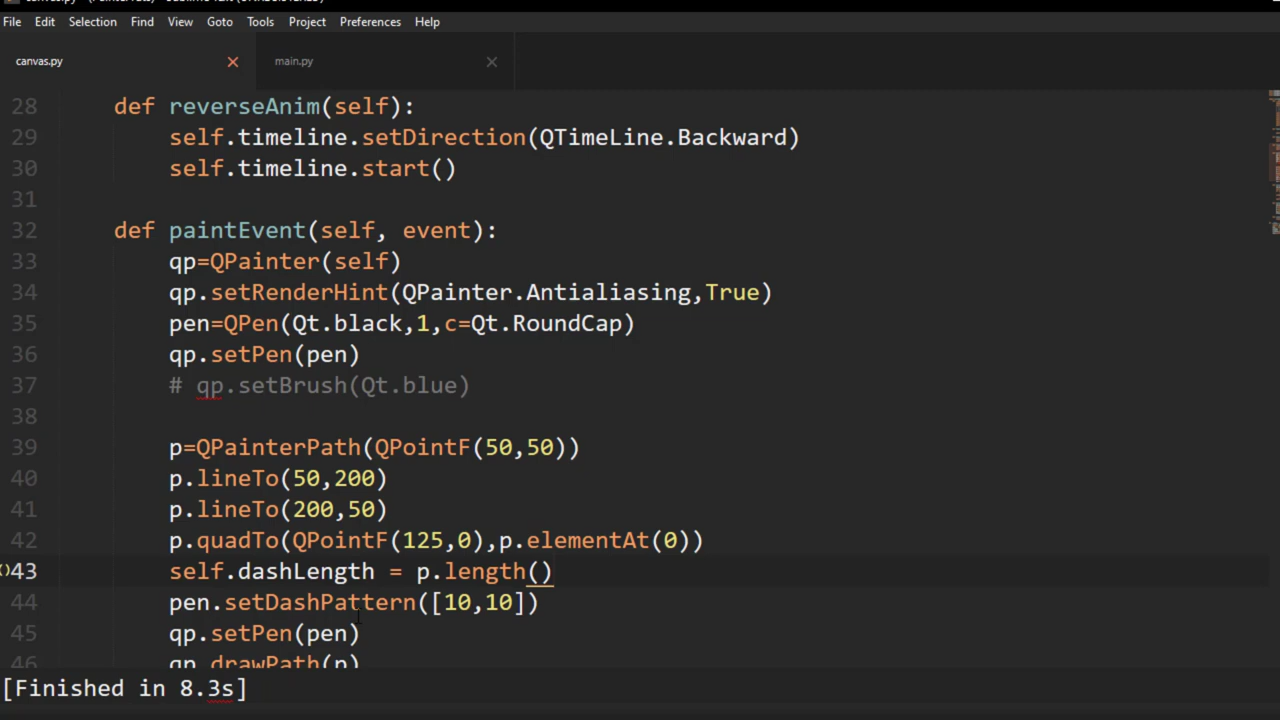 File Edit Selection Find View Goto Tools Project Preferences Help
canvas.py main.py
28 def reverseAnim(self):
29 self.timeline.setDirection(QTimeLine.Backward)
30 self.timeline.start()
31
32 def paintEvent(self, event):
33 qp=QPainter(self)
34 qp.setRenderHint(QPainter.Antialiasing,True)
35 pen=QPen(Qt.black,1,c=Qt.RoundCap)
36 qp.setPen(pen)
37 # qp.setBrush(Qt.blue)
38
39 p=QPainterPath(QPointF(50,50))
40 p.lineTo(50,200)
41 p.lineTo(200,50)
42 p.quadTo(QPointF(125,0),p.elementAt(0))
43 self.dashLength = p.length()
44 pen.setDashPattern([10,10])
45 qp.setPen(pen)
46 qp.drawPath(p)
[Finished in 8.3s]